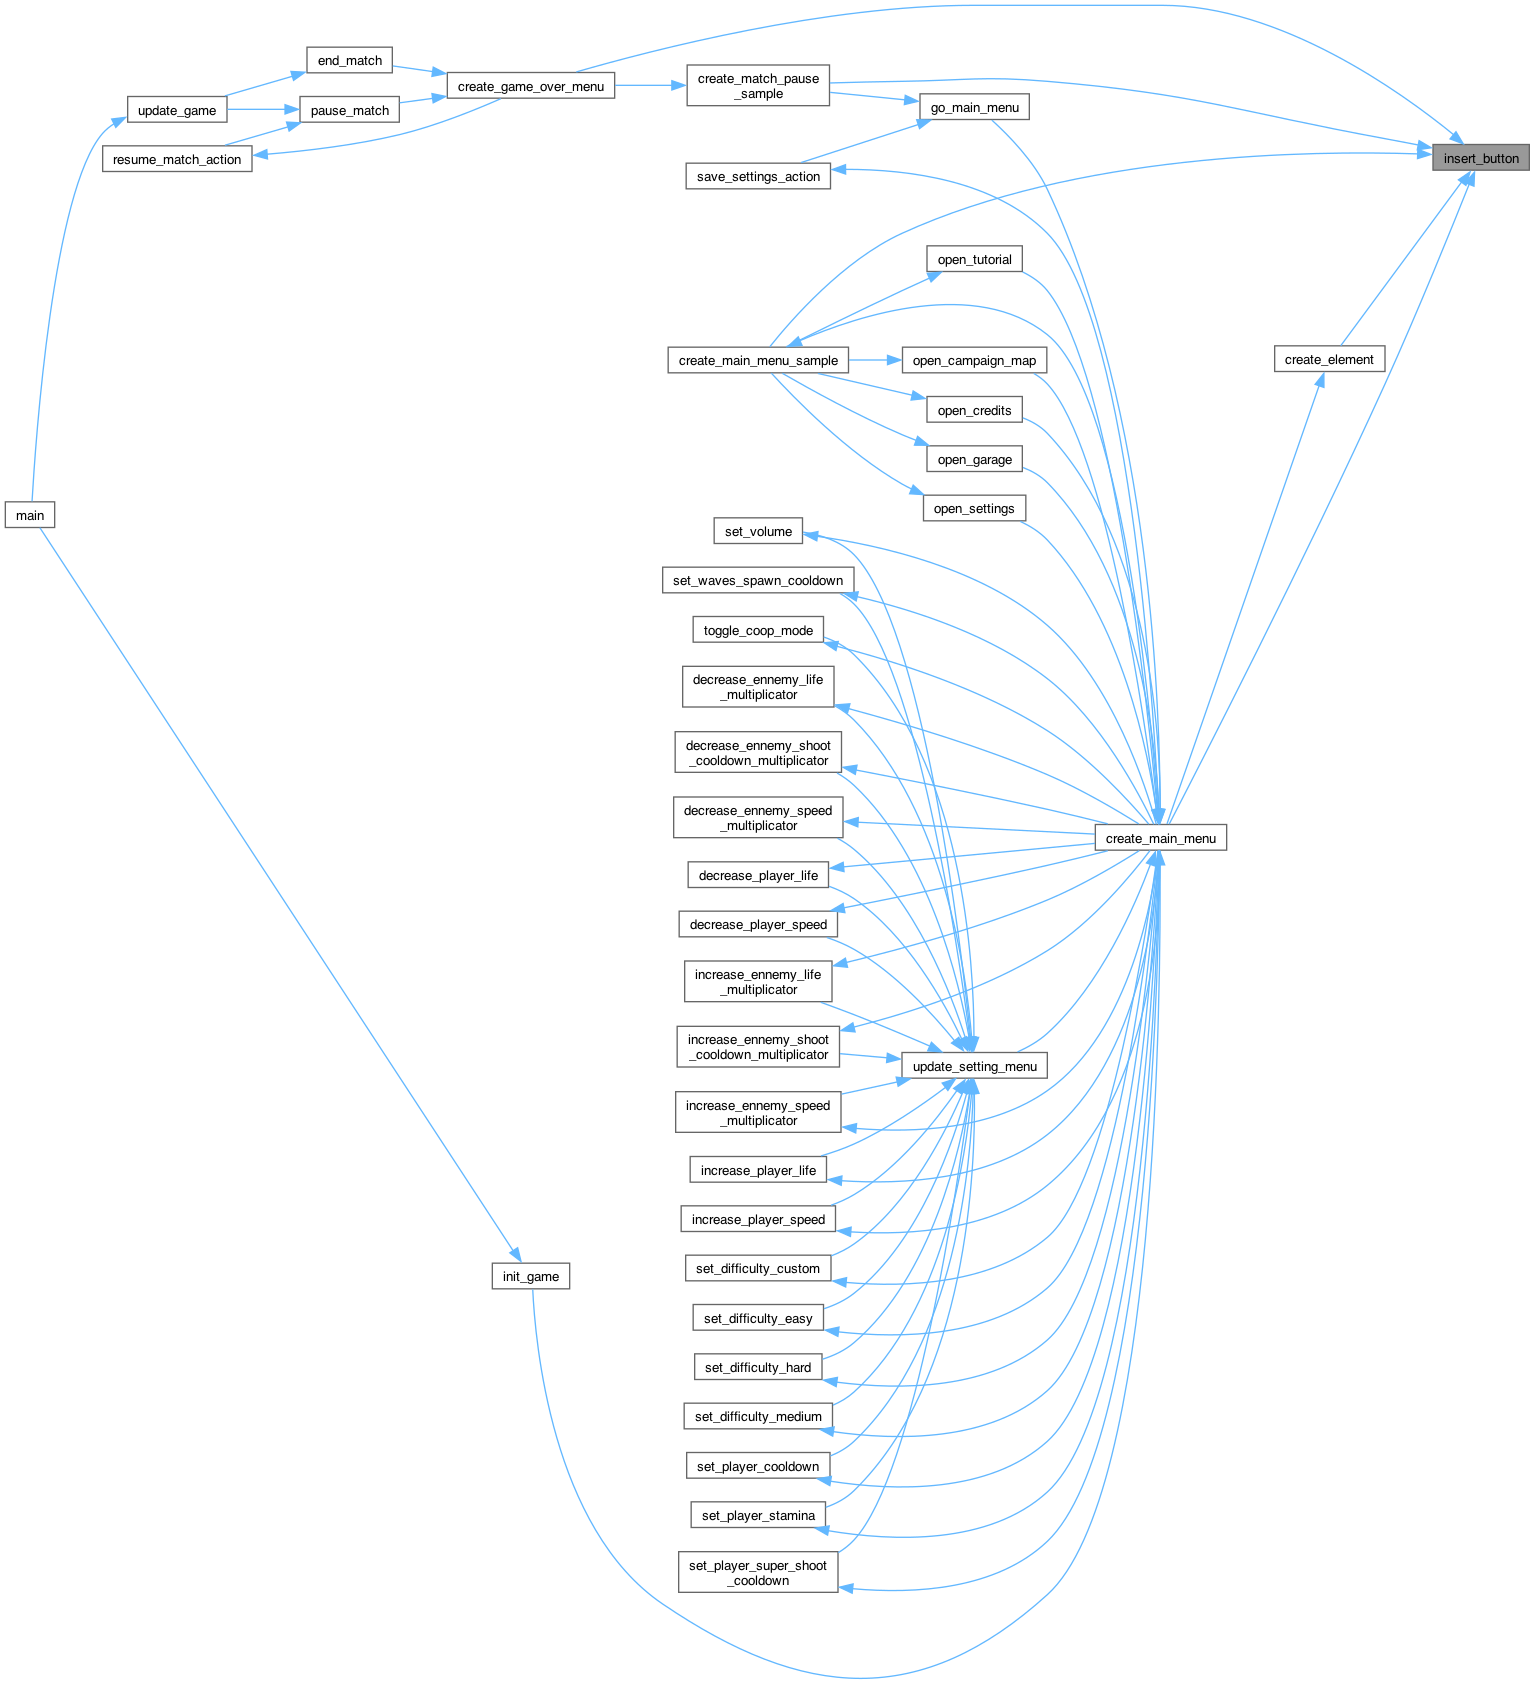 end_match
create_game_over_menu
create_match_pause
_sample
go_main_menu
update_game
pause_match
resume_match_action
save_settings_action
insert_button
open_tutorial
create_main_menu_sample
open_campaign_map
create_element
open_credits
open_garage
open_settings
main
set_volume
set_waves_spawn_cooldown
toggle_coop_mode
decrease_ennemy_life
_multiplicator
decrease_ennemy_shoot
_cooldown_multiplicator
decrease_ennemy_speed
_multiplicator
create_main_menu
decrease_player_life
decrease_player_speed
increase_ennemy_life
_multiplicator
increase_ennemy_shoot
_cooldown_multiplicator
update_setting_menu
increase_ennemy_speed
_multiplicator
increase_player_life
increase_player_speed
set_difficulty_custom
init_game
set_difficulty_easy
set_difficulty_hard
set_difficulty_medium
set_player_cooldown
set_player_stamina
set_player_super_shoot
_cooldown